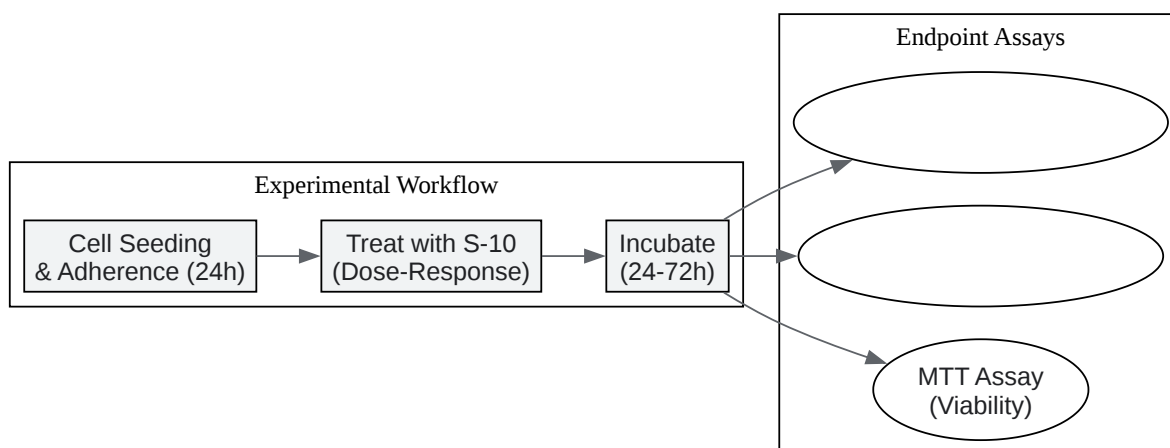 Endpoint Assays
Experimental Workflow
Cell Seeding
& Adherence (24h)
Treat with S-10
(Dose-Response)
Incubate
(24-72h)
MTT Assay
(Viability)